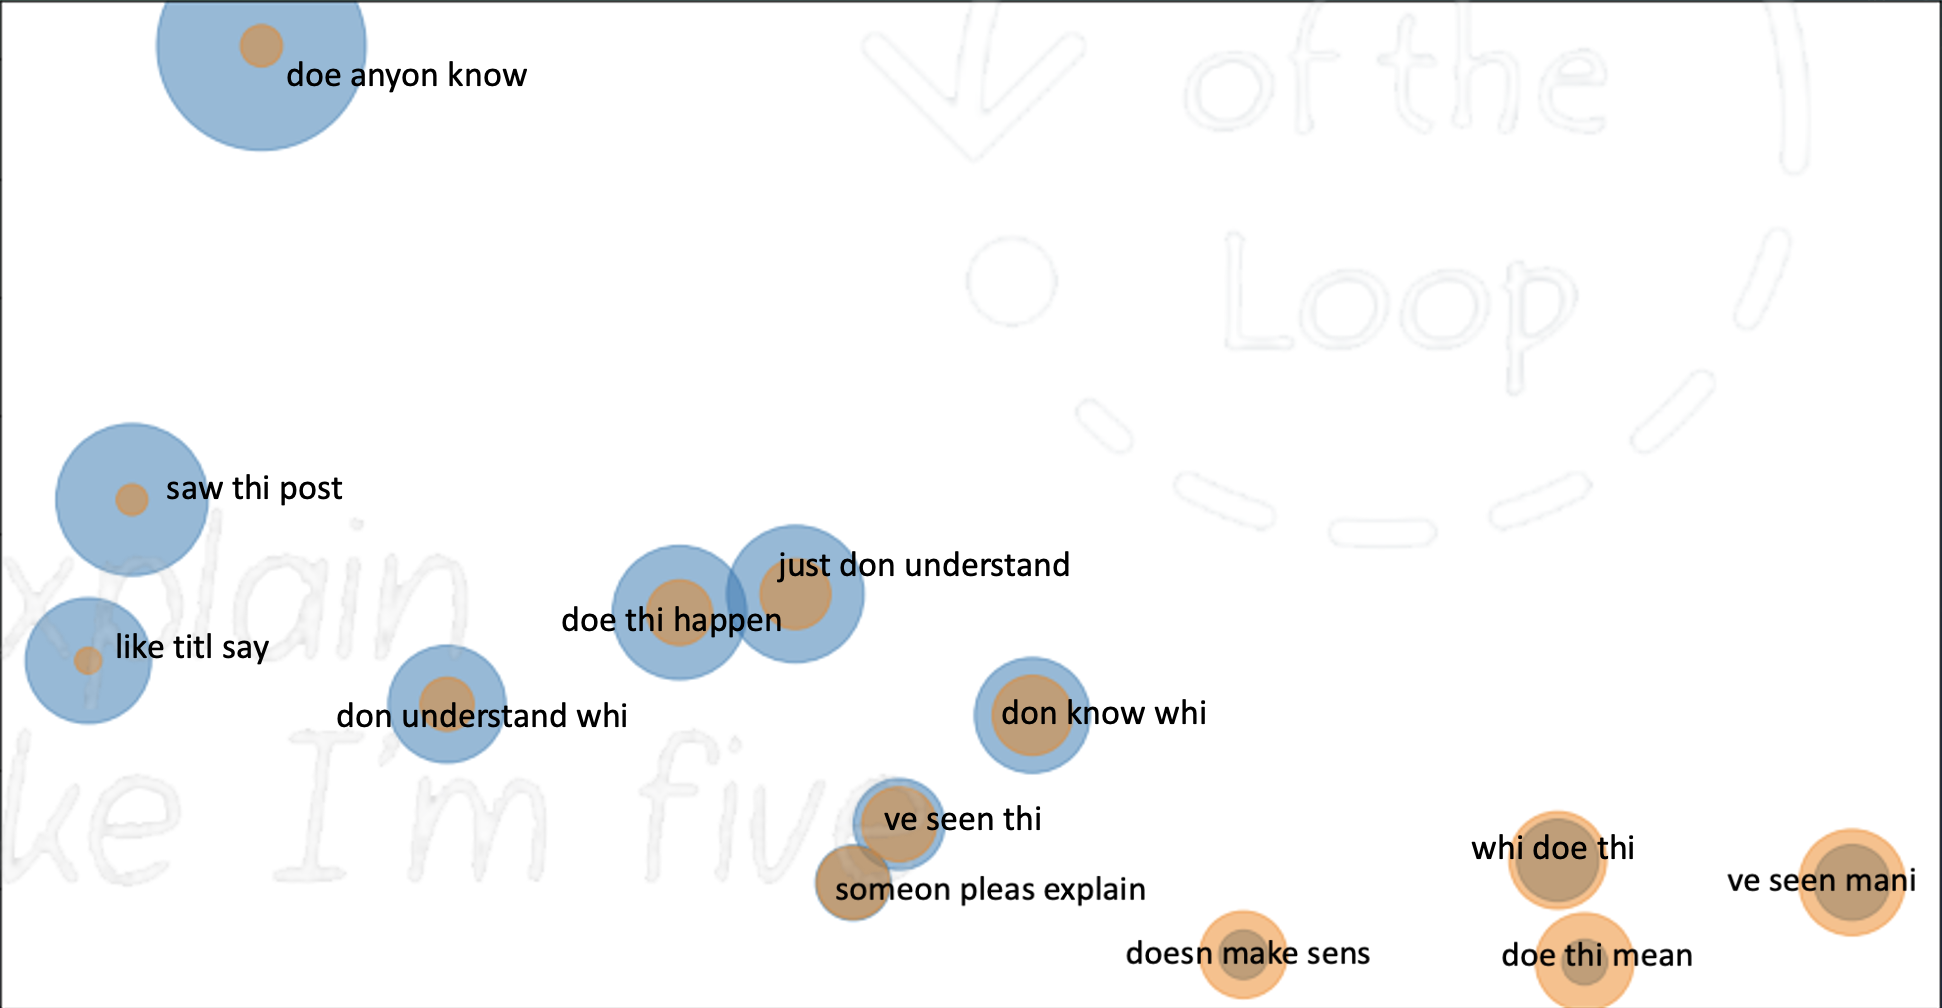 of the
doe anyon know
Loop
saw thi post
xplain
just don understand
doe thi happen
like titl say
don understand whi
don know whi
ke I'm five
ve seen thi
whi doe thi
someon pleas explain
ve seen mani
doesn make sens
doe thi mean